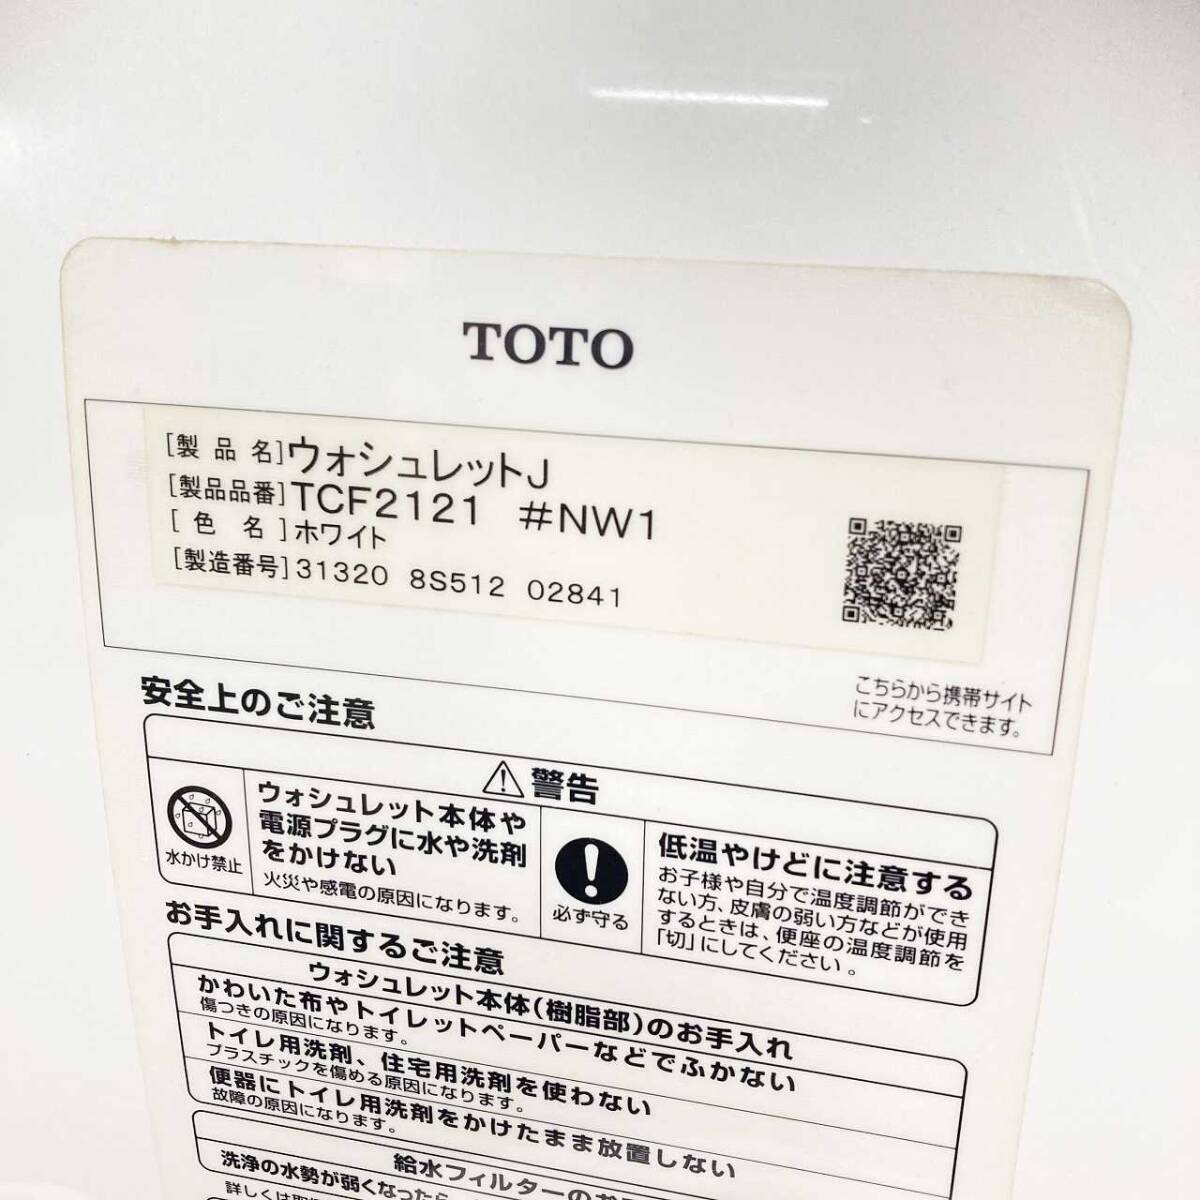 TOTO
[製品名]ウォシュレットJ
[製品品番]TCF2121 #NW1
[色名]ホワイト
[製造番号]31320 8S512 02841
こちらから携帯サイト
にアクセスできます。
安全上のご注意
警告
水かけ禁止
ウォシュレット本体や
電源プラグに水や洗剤
をかけない
火災や感電の原因になります。
必ず守る
低温やけどに注意する
お子様や自分で温度調節ができ
ない方、皮膚の弱い方などが使用
するときは、便座の温度調節を
「切」にしてください。
お手入れに関するご注意
ウォシュレット本体(樹脂部)のお手入れ
かわいた布やトイレットペーパーなどでふかない
傷つきの原因になります。
トイレ用洗剤、住宅用洗剤を使わない
プラスチックを傷める原因になります。
便器にトイレ用洗剤をかけたまま放置しない
故障の原因になります。
給水フィルターのお
洗浄の水勢が弱くなったら
詳しくは取